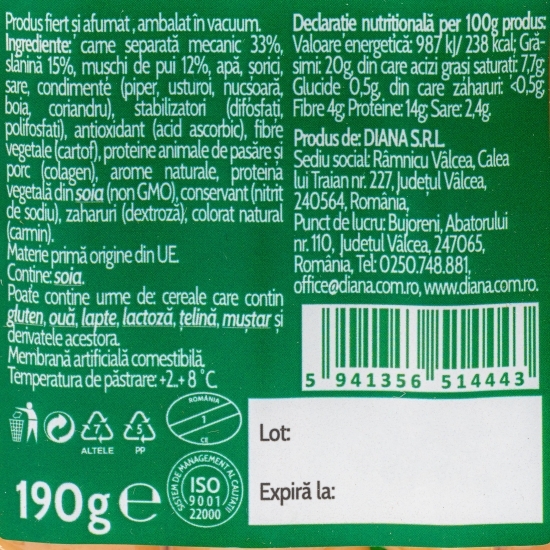 Produs fiert și afumat, ambalat în vacuum.
Ingrediente: carne separată mecanic 33%,
slănină 15%, mușchi de pui 12%, apă, șorici,
sare, condimente (piper, usturoi, nucșoară,
boia, coriandru), stabilizatori (difosfați,
polifosfați), antioxidant (acid ascorbic), fibre
vegetale (cartof), proteine animale de pasăre și
porc (colagen), arome naturale, proteină
vegetală din soia (non GMO), conservant (nitrit
de sodiu), zaharuri (dextroză), colorat natural
(carmin).
Materie primă origine din UE.
Conține: soia.
Poate conține urme de: cereale care conțin
gluten, ouă, lapte, lactoză, țelină, muștar și
derivatele acestora.
Membrană artificială comestibilă.
Temperatura de păstrare: +2..+8 °C
7
ALTELE
5
PP
ROMÂNIA
1
CE
190g e
SISTEM DE MANAGEMENT AL CALITATII
ISO
9001
22000
Declarație nutritională per 100g produs:
Valoare energetică: 987 kJ/ 238 kcal; Gră-
simi: 20g, din care acizi grași saturați: 7,7g
Glucide 0,5g, din care zaharuri: <0,5g;
Fibre 4g; Proteine: 14g; Sare: 2,4g.
Produs de: DIANA S.R.L.
Sediu social: Râmnicu Vâlcea, Calea
lui Traian nr. 227, Județul Vâlcea,
240564, România,
Punct de lucru: Bujoreni, Abatorului
nr. 110, Județul Vâlcea, 247065,
România, Tel: 0250.748.881,
office@diana.com.ro, www.diana.com.ro.
5 941356 514443
Lot:
Expiră la: